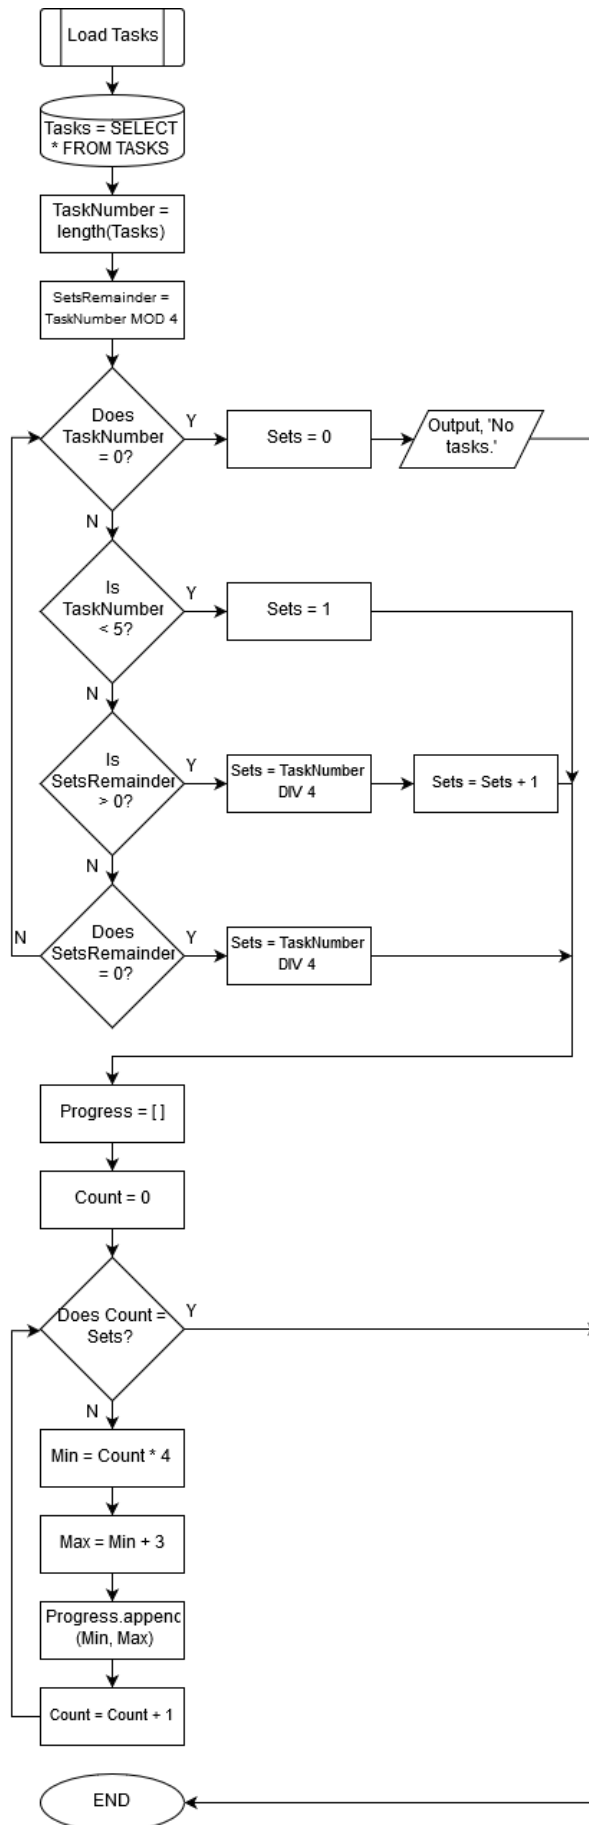 Load Tasks
Tasks = SELECT
* FROM TASKS
TaskNumber =
length(Tasks)
SetsRemainder =
TaskNumber MOD 4
Does
TaskNumber
= 0?
Y
Sets = 0
Output, 'No
tasks.'
N
Is
TaskNumber
< 5?
Y
Sets = 1
N
Is
SetsRemainder
> 0?
Y
Sets = TaskNumber
DIV 4
Sets = Sets + 1
N
Does
SetsRemainder
= 0?
N
Y
Sets = TaskNumber
DIV 4
Progress = [ ]
Count = 0
Does Count =
Sets?
Y
N
Min = Count * 4
Max = Min + 3
Progress.append
(Min, Max)
Count = Count + 1
END